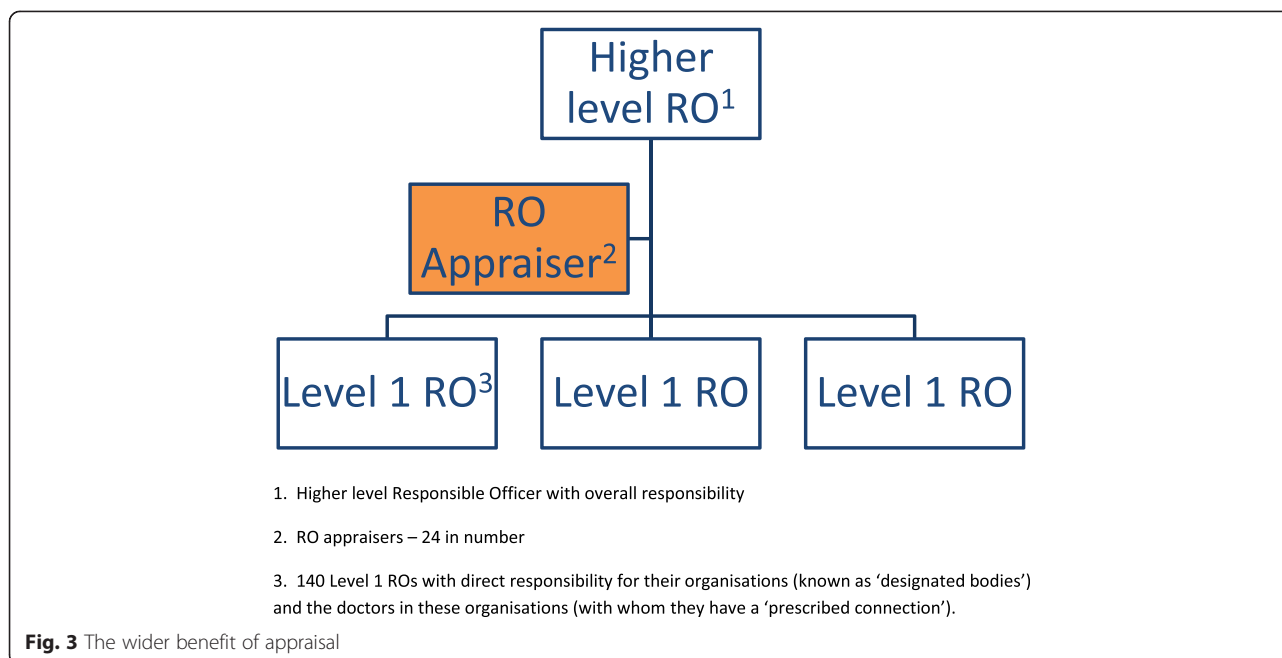 Higher
level RO¹
RO
Appraiser²
Level 1 RO³
Level 1 RO
Level 1 RO
1. Higher level Responsible Officer with overall responsibility
2. RO appraisers – 24 in number
3. 140 Level 1 ROs with direct responsibility for their organisations (known as ‘designated bodies’)
and the doctors in these organisations (with whom they have a ‘prescribed connection’).
Fig. 3 The wider benefit of appraisal